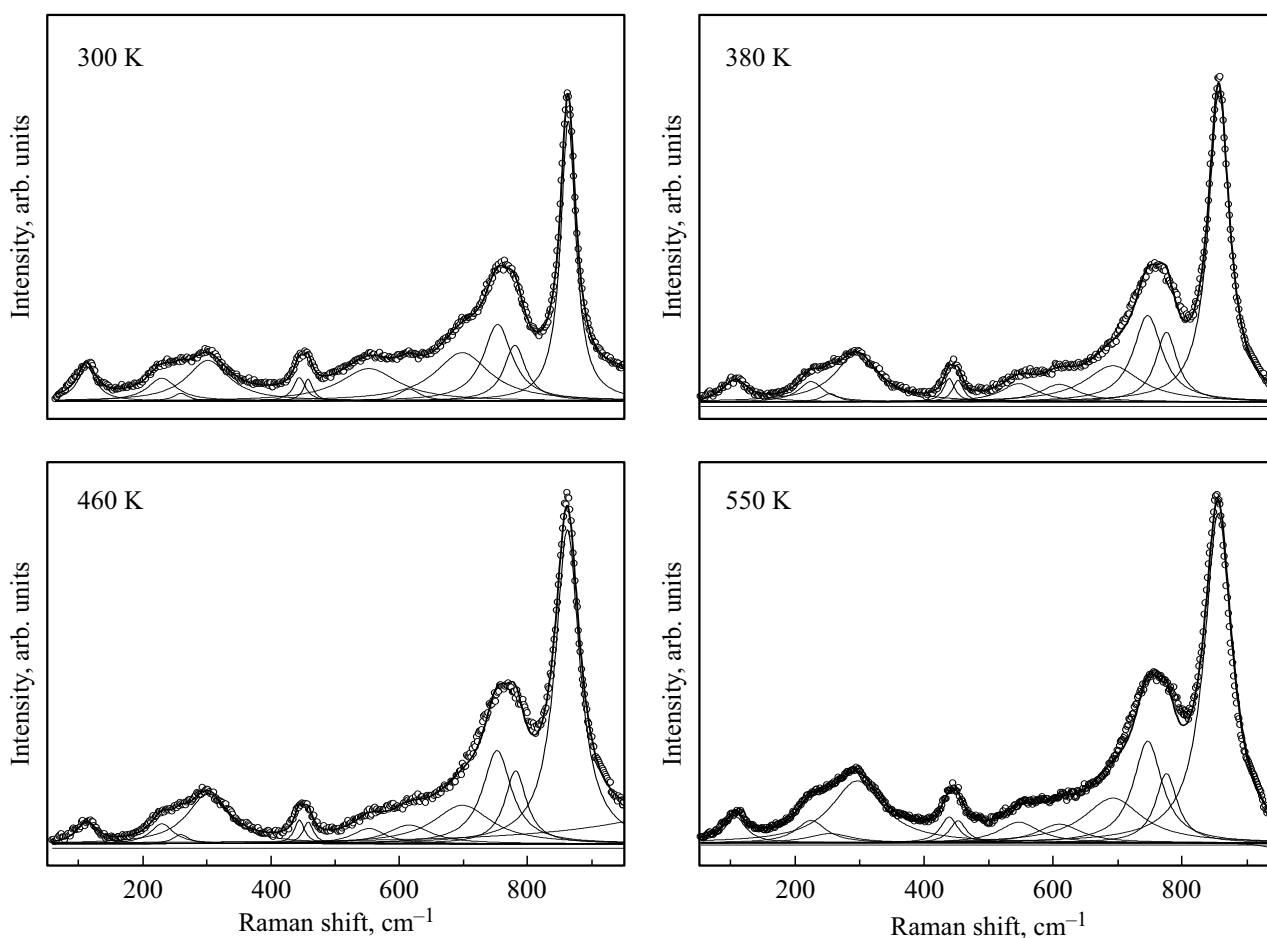 300 K
Intensity, arb. units
380 K
Intensity, arb. units
460 K
Intensity, arb. units
200 400 600 800
Raman shift, cm⁻¹
550 K
Intensity, arb. units
200 400 600 800
Raman shift, cm⁻¹